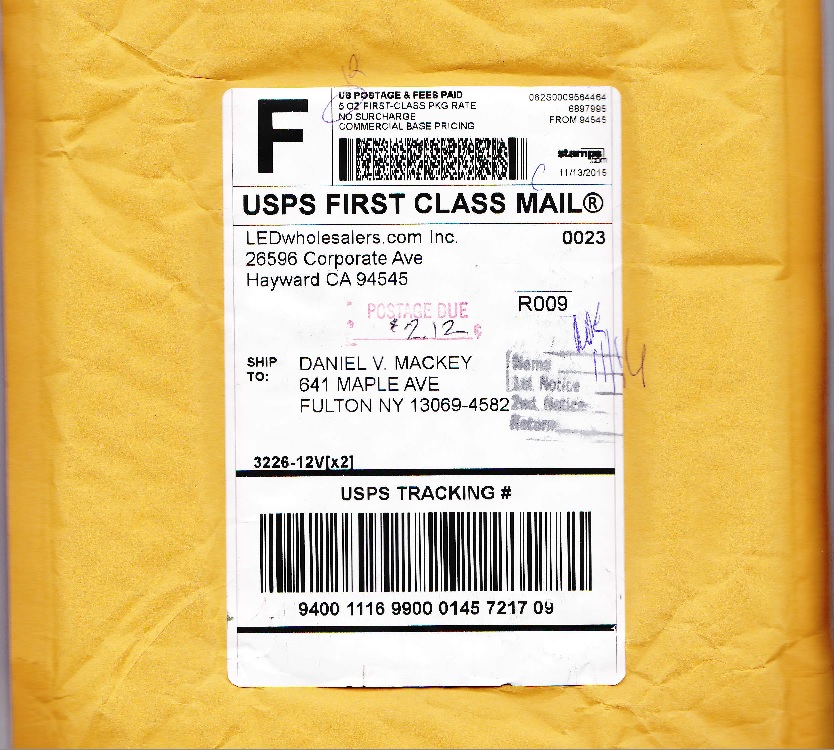 F
US POSTAGE & FEES PAID
5 OZ FIRST-CLASS PKG RATE
NO SURCHARGE
COMMERCIAL BASE PRICING
062S0009564464
6897995
FROM 94545
stamps
.com
11/13/2015
USPS FIRST CLASS MAIL®
LEDwholesalers.com Inc.
0023
26596 Corporate Ave
Hayward CA 94545
R009
POSTAGE DUE
$2.12
SHIP TO:
DANIEL V. MACKEY
641 MAPLE AVE
FULTON NY 13069-4582
Name
1st Notice
2nd Notice
Return
3226-12V[x2]
USPS TRACKING #
9400 1116 9900 0145 7217 09